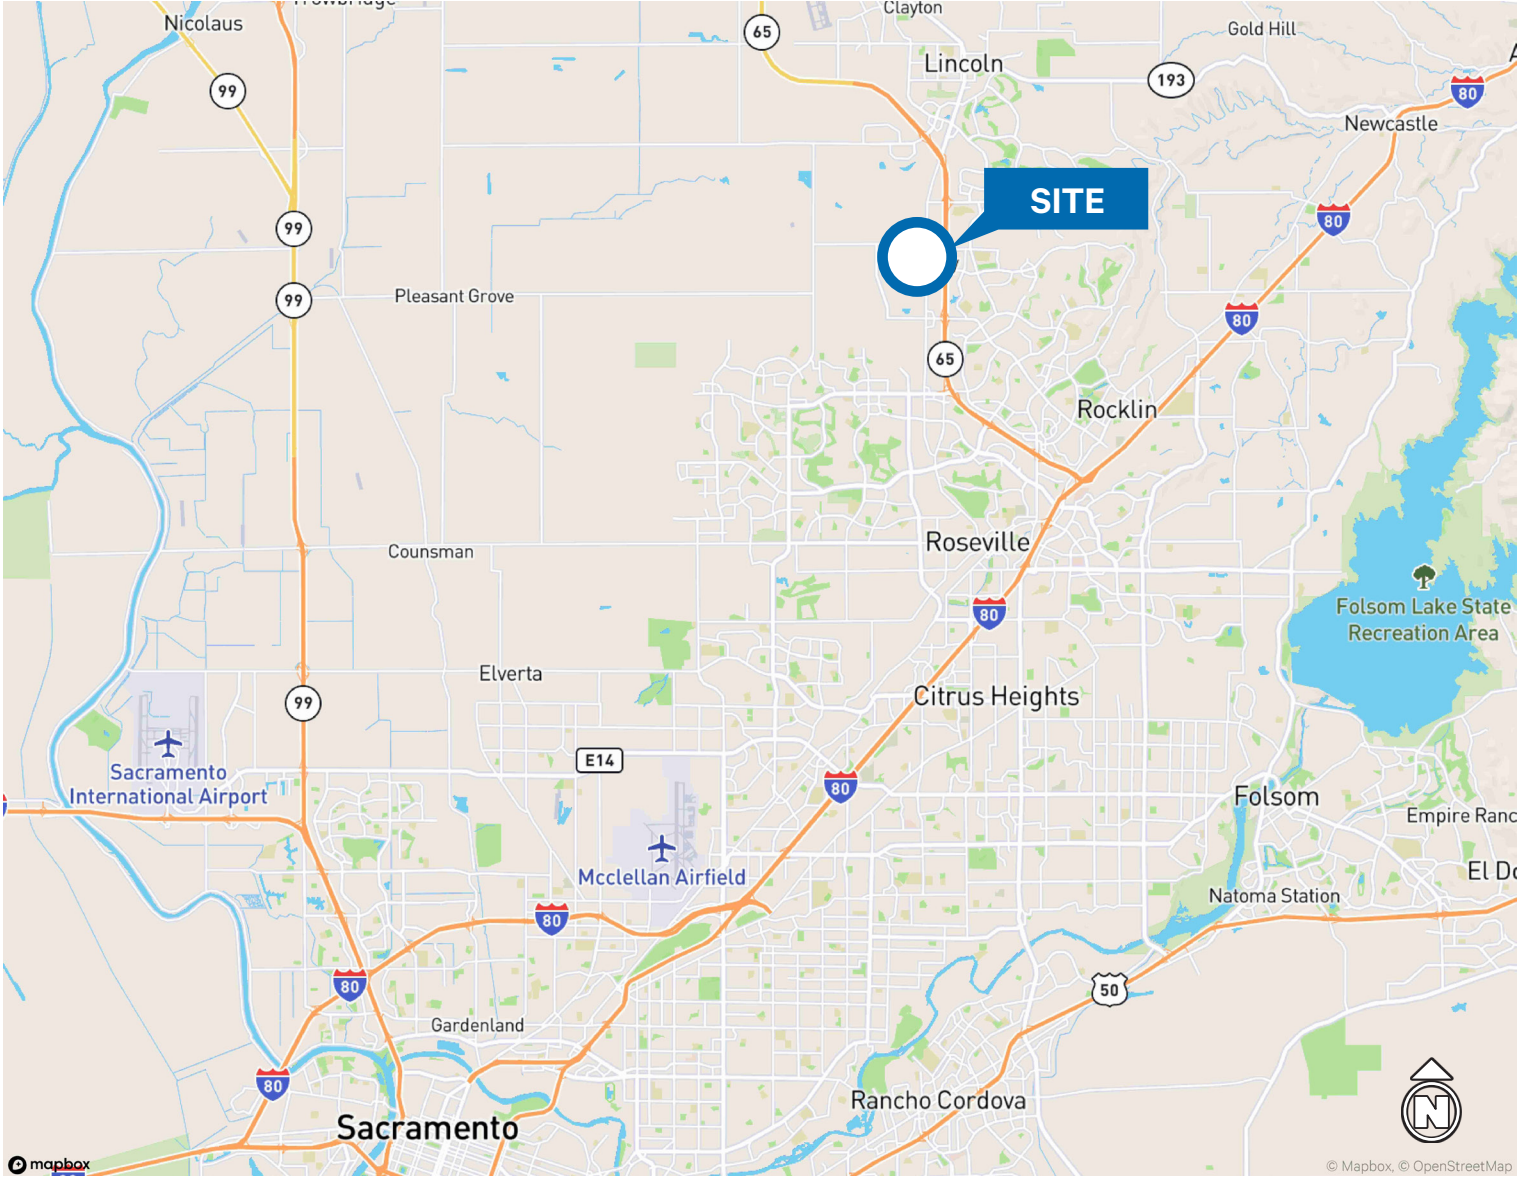 Trowbridge
Clayton
Nicolaus
65
Gold Hill
Lincoln
193
80
99
Newcastle
SITE
80
99
99
Pleasant Grove
80
65
Rocklin
Roseville
Counsman
Folsom Lake State
Recreation Area
80
Elverta
Citrus Heights
99
E14
Sacramento
International Airport
80
Folsom
Empire Ranc
Mcclellan Airfield
El Do
Natoma Station
80
80
50
Gardenland
80
Rancho Cordova
N
Sacramento
mapbox
© Mapbox, © OpenStreetMap